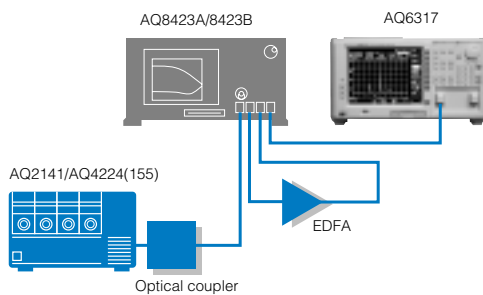 AQ8423A/8423B
AQ6317
AQ2141/AQ4224(155)
EDFA
Optical coupler